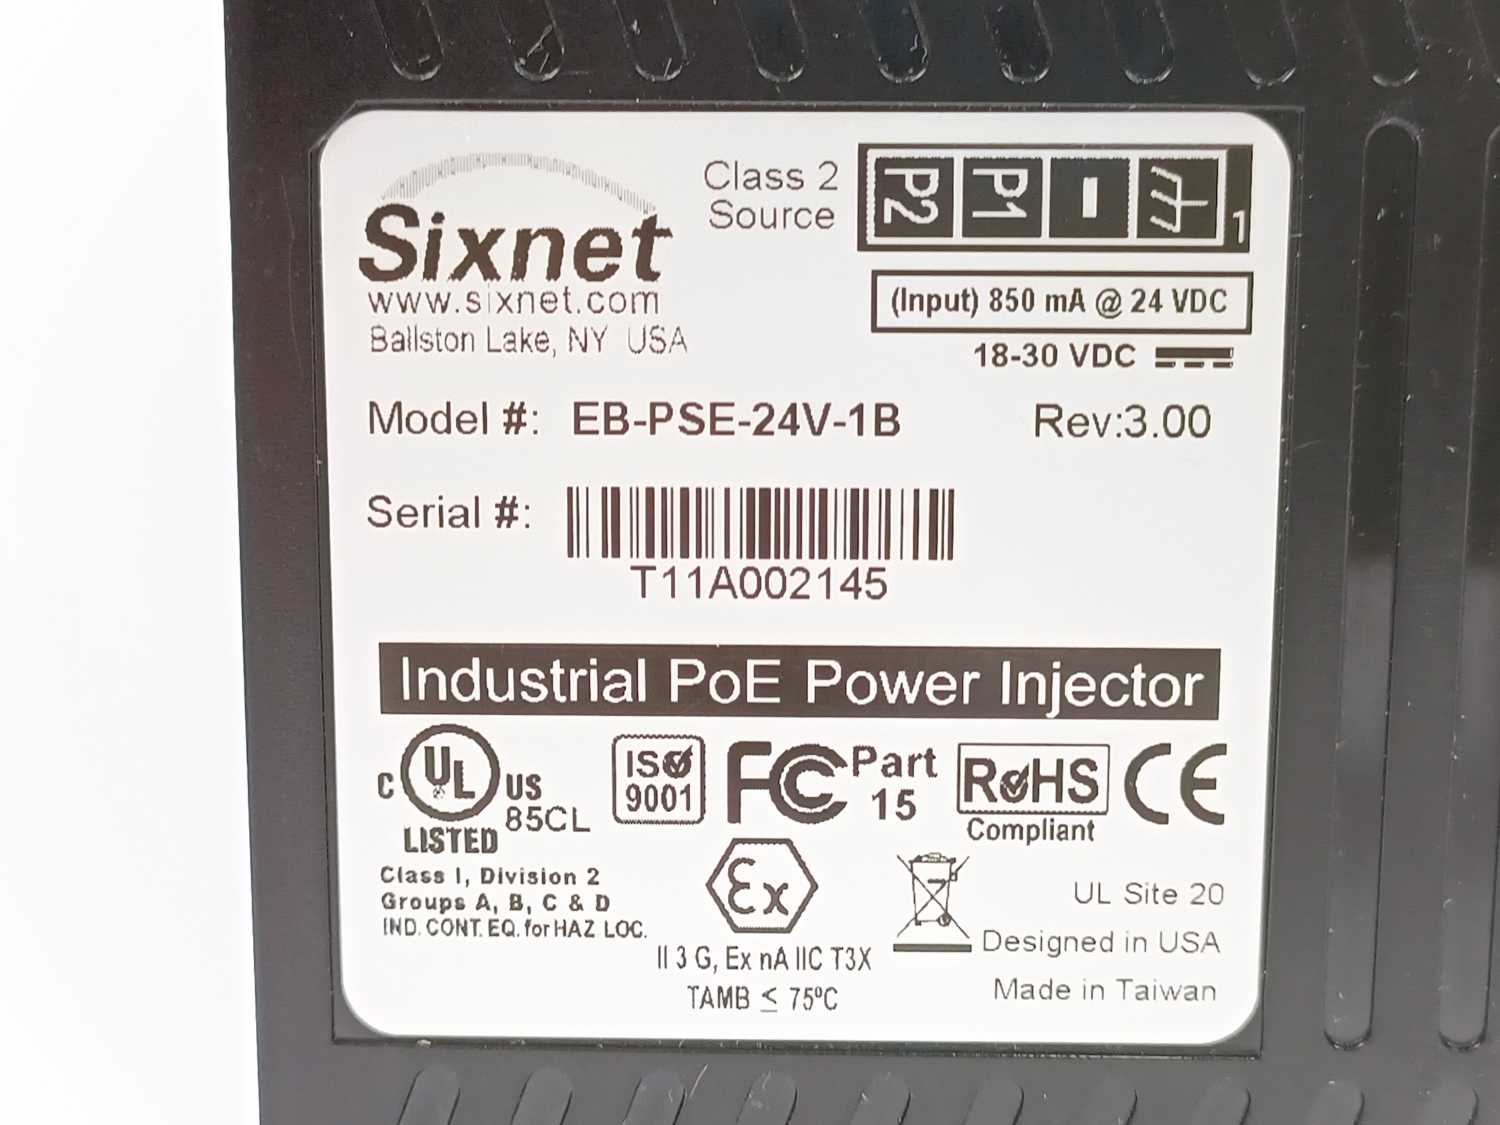 Sixnet
www.sixnet.com
Ballston Lake, NY USA
Class 2
Source
P2 P1 1
(Input) 850 mA @ 24 VDC
18-30 VDC
Model #: EB-PSE-24V-1B Rev:3.00
Serial #:
T11A002145
Industrial PoE Power Injector
C UL US
LISTED 85CL
ISO
9001
FC Part
15
RoHS
Compliant
CE
Class I, Division 2
Groups A, B, C & D
IND. CONT. EQ. for HAZ LOC.
Ex
II 3 G, Ex nA IIC T3X
TAMB ≤ 75ºC
UL Site 20
Designed in USA
Made in Taiwan